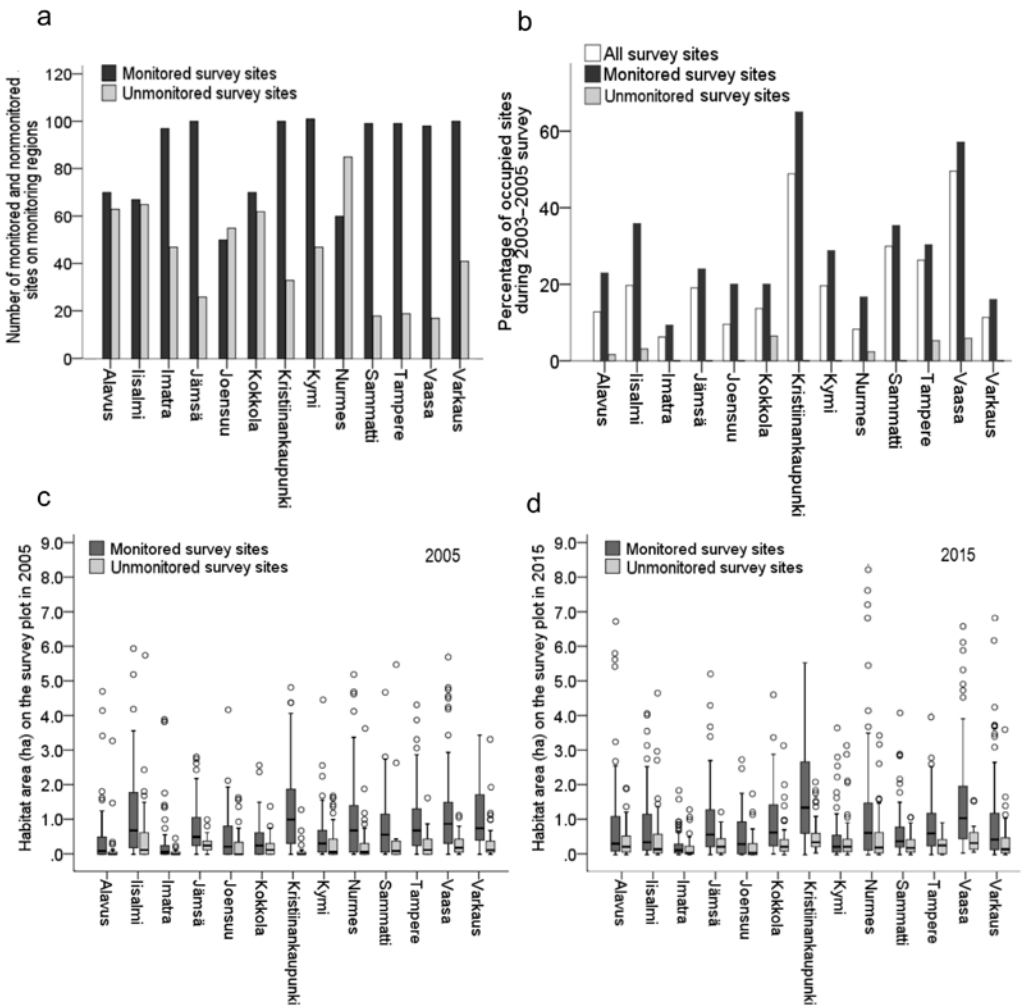 a
Number of monitored and nonmonitored
sites on monitoring regions
120
100
80
60
40
20
0
Monitored survey sites
Unmonitored survey sites
Alavus
Iisalmi
Imatra
Jämsä
Joensuu
Kokkola
Kristiinankaupunki
Kymi
Nurmes
Sammatti
Tampere
Vaasa
Varkaus
b
Percentage of occupied sites
during 2003–2005 survey
60
40
20
0
All survey sites
Monitored survey sites
Unmonitored survey sites
Alavus
Iisalmi
Imatra
Jämsä
Joensuu
Kokkola
Kristiinankaupunki
Kymi
Nurmes
Sammatti
Tampere
Vaasa
Varkaus
c
Habitat area (ha) on the survey plot in 2005
9.0
8.0
7.0
6.0
5.0
4.0
3.0
2.0
1.0
.0
Monitored survey sites
Unmonitored survey sites
2005
Alavus
Iisalmi
Imatra
Jämsä
Joensuu
Kokkola
Kristiinankaupunki
Kymi
Nurmes
Sammatti
Tampere
Vaasa
Varkaus
d
Habitat area (ha) on the survey plot in 2015
9.0
8.0
7.0
6.0
5.0
4.0
3.0
2.0
1.0
.0
Monitored survey sites
Unmonitored survey sites
2015
Alavus
Iisalmi
Imatra
Jämsä
Joensuu
Kokkola
Kristiinankaupunki
Kymi
Nurmes
Sammatti
Tampere
Vaasa
Varkaus